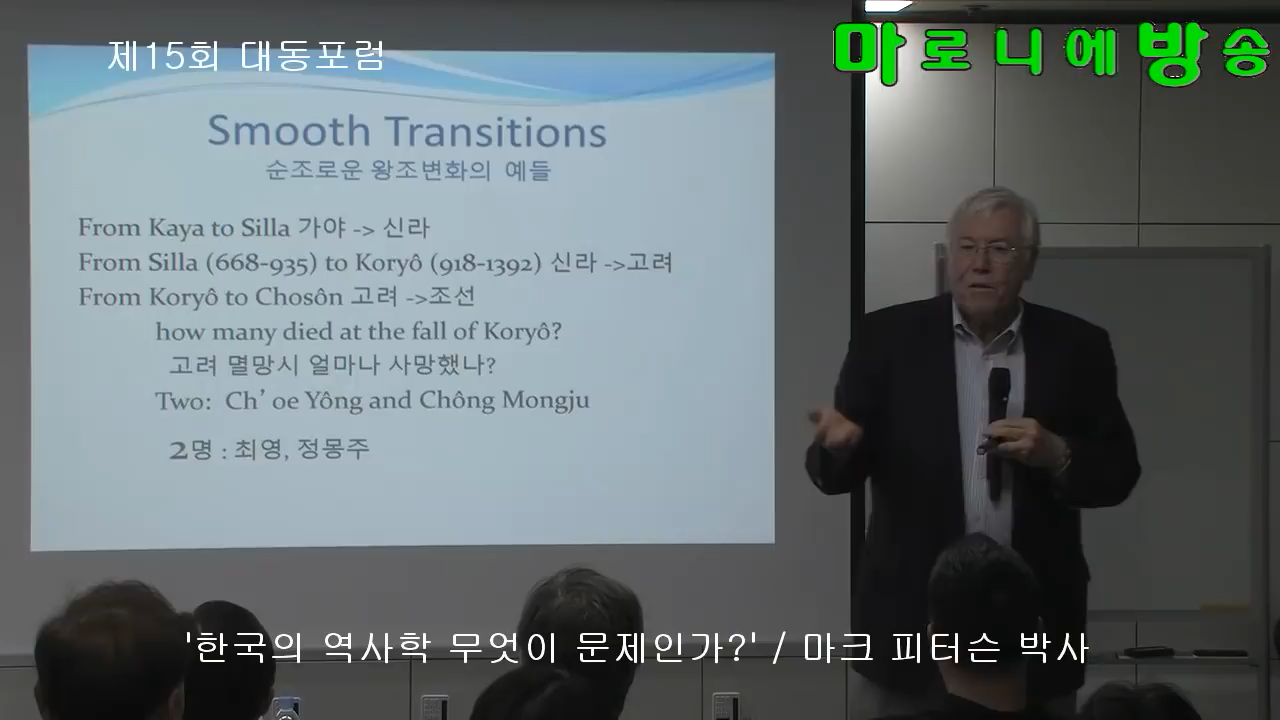 제15회 대동포럼
마로니에방송
Smooth Transitions
순조로운 왕조변화의 예들
From Kaya to Silla 가야 -> 신라
From Silla (668-935) to Koryô (918-1392) 신라 ->고려
From Koryô to Chosôn 고려 ->조선
how many died at the fall of Koryô?
고려 멸망시 얼마나 사망했나?
Two: Ch’oe Yông and Chông Mongju
2명 : 최영, 정몽주
'한국의 역사학 무엇이 문제인가?' / 마크 피터슨 박사